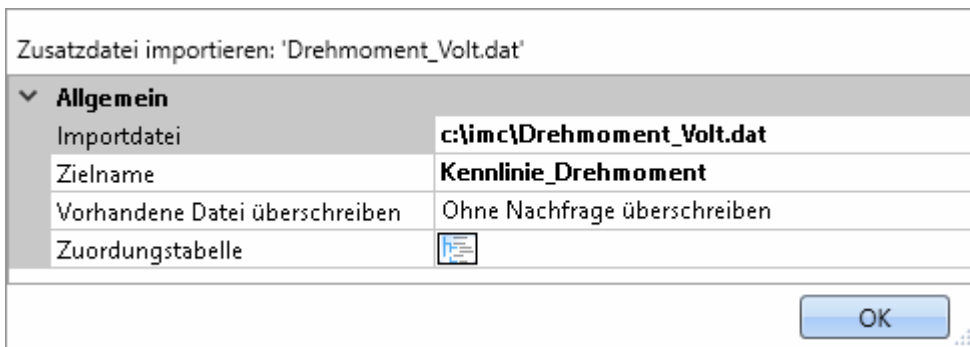 Zusatzdatei importieren: 'Drehmoment_Volt.dat'
Allgemein
Importdatei c:\imc\Drehmoment_Volt.dat
Zielname Kennlinie_Drehmoment
Vorhandene Datei überschreiben Ohne Nachfrage überschreiben
Zuordungstabelle
OK